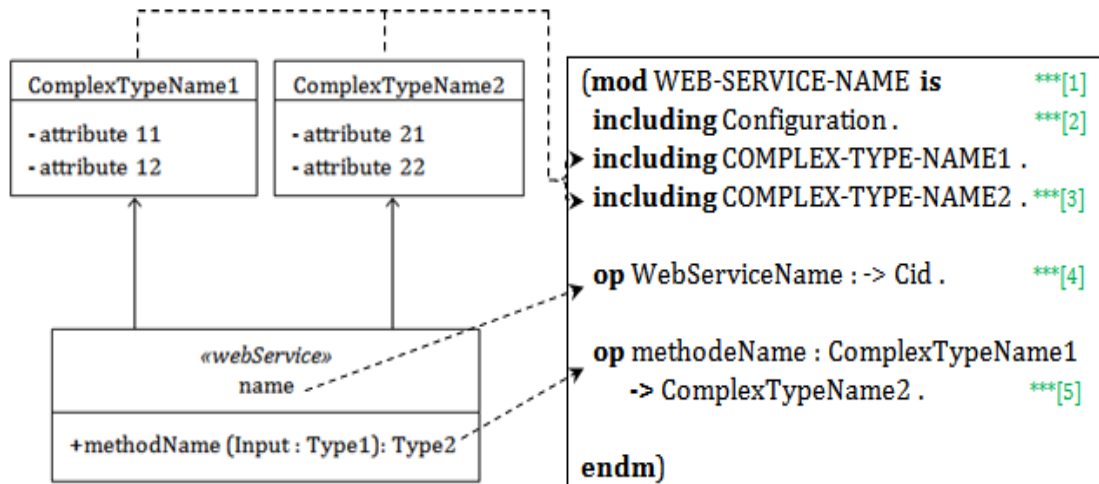 ComplexTypeName1
- attribute 11
- attribute 12
ComplexTypeName2
- attribute 21
- attribute 22
«webService»
name
+methodName (Input : Type1): Type2
(mod WEB-SERVICE-NAME is ***[1]
including Configuration . ***[2]
including COMPLEX-TYPE-NAME1 .
including COMPLEX-TYPE-NAME2 . ***[3]
op WebServiceName : -> Cid . ***[4]
op methodeName : ComplexTypeName1
-> ComplexTypeName2 . ***[5]
endm)